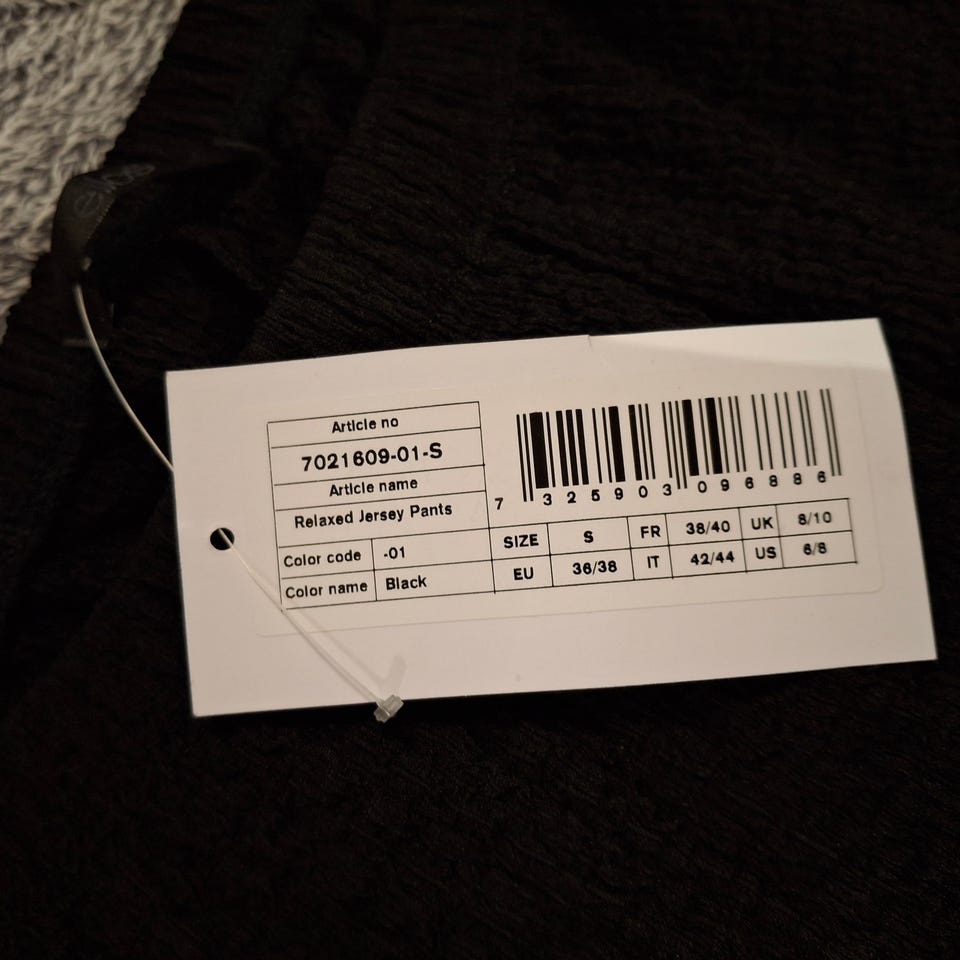 Article no
7021609-01-S
Article name
Relaxed Jersey Pants
Color code -01
Color name Black
7 325903 096886
SIZE S FR 38/40 UK 8/10
EU 36/38 IT 42/44 US 6/8